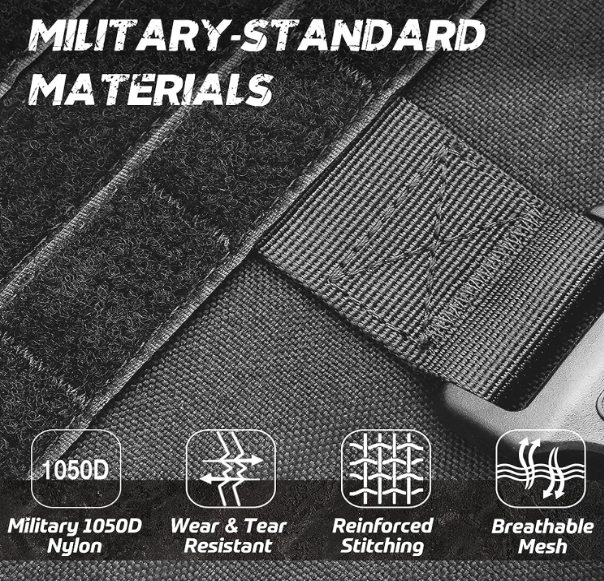 MILITARY-STANDARD
MATERIALS
1050D
Military 1050D
Nylon
Wear & Tear
Resistant
Reinforced
Stitching
Breathable
Mesh